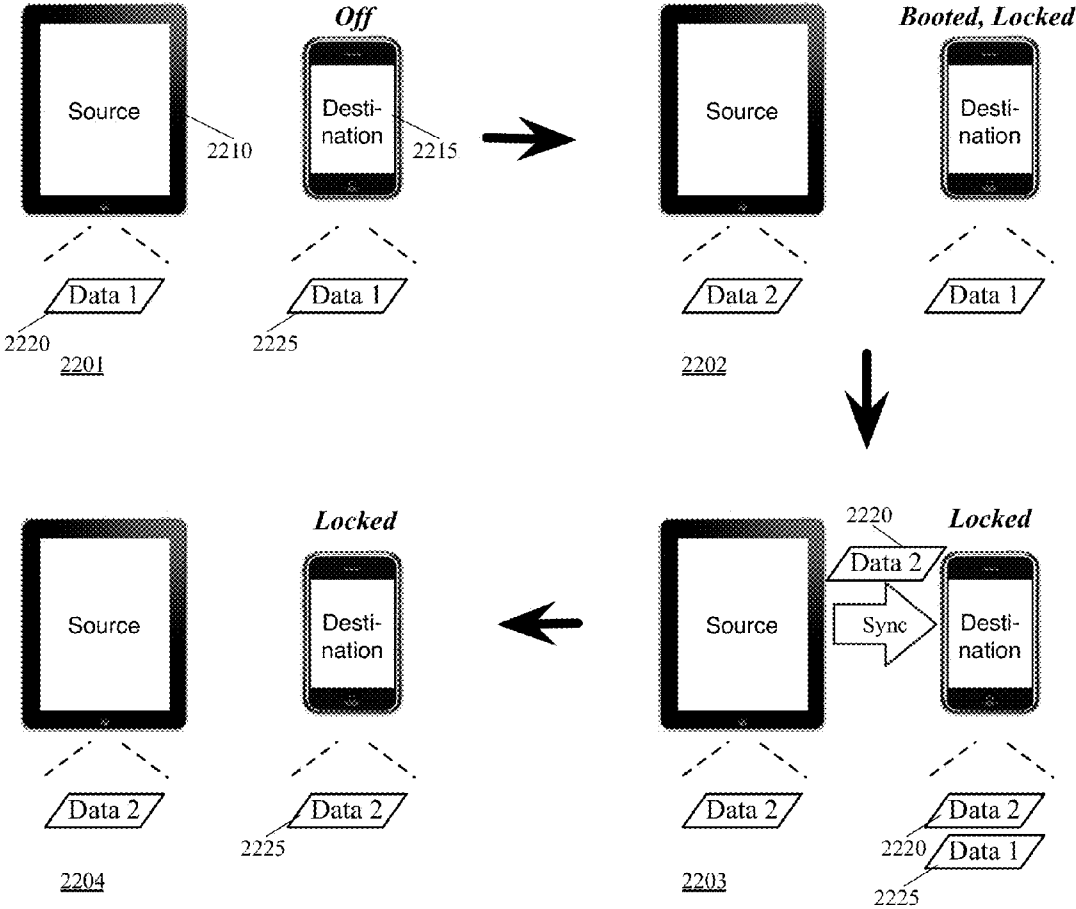 Off
Source
Desti-
nation
2210
2215
Data 1
Data 1
2220
2225
2201
Booted, Locked
Source
Desti-
nation
Data 2
Data 1
2202
Locked
Source
Desti-
nation
Data 2
Data 2
2225
2204
2220
Locked
Data 2
Source
Sync
Desti-
nation
Data 2
Data 2
2220
Data 1
2225
2203